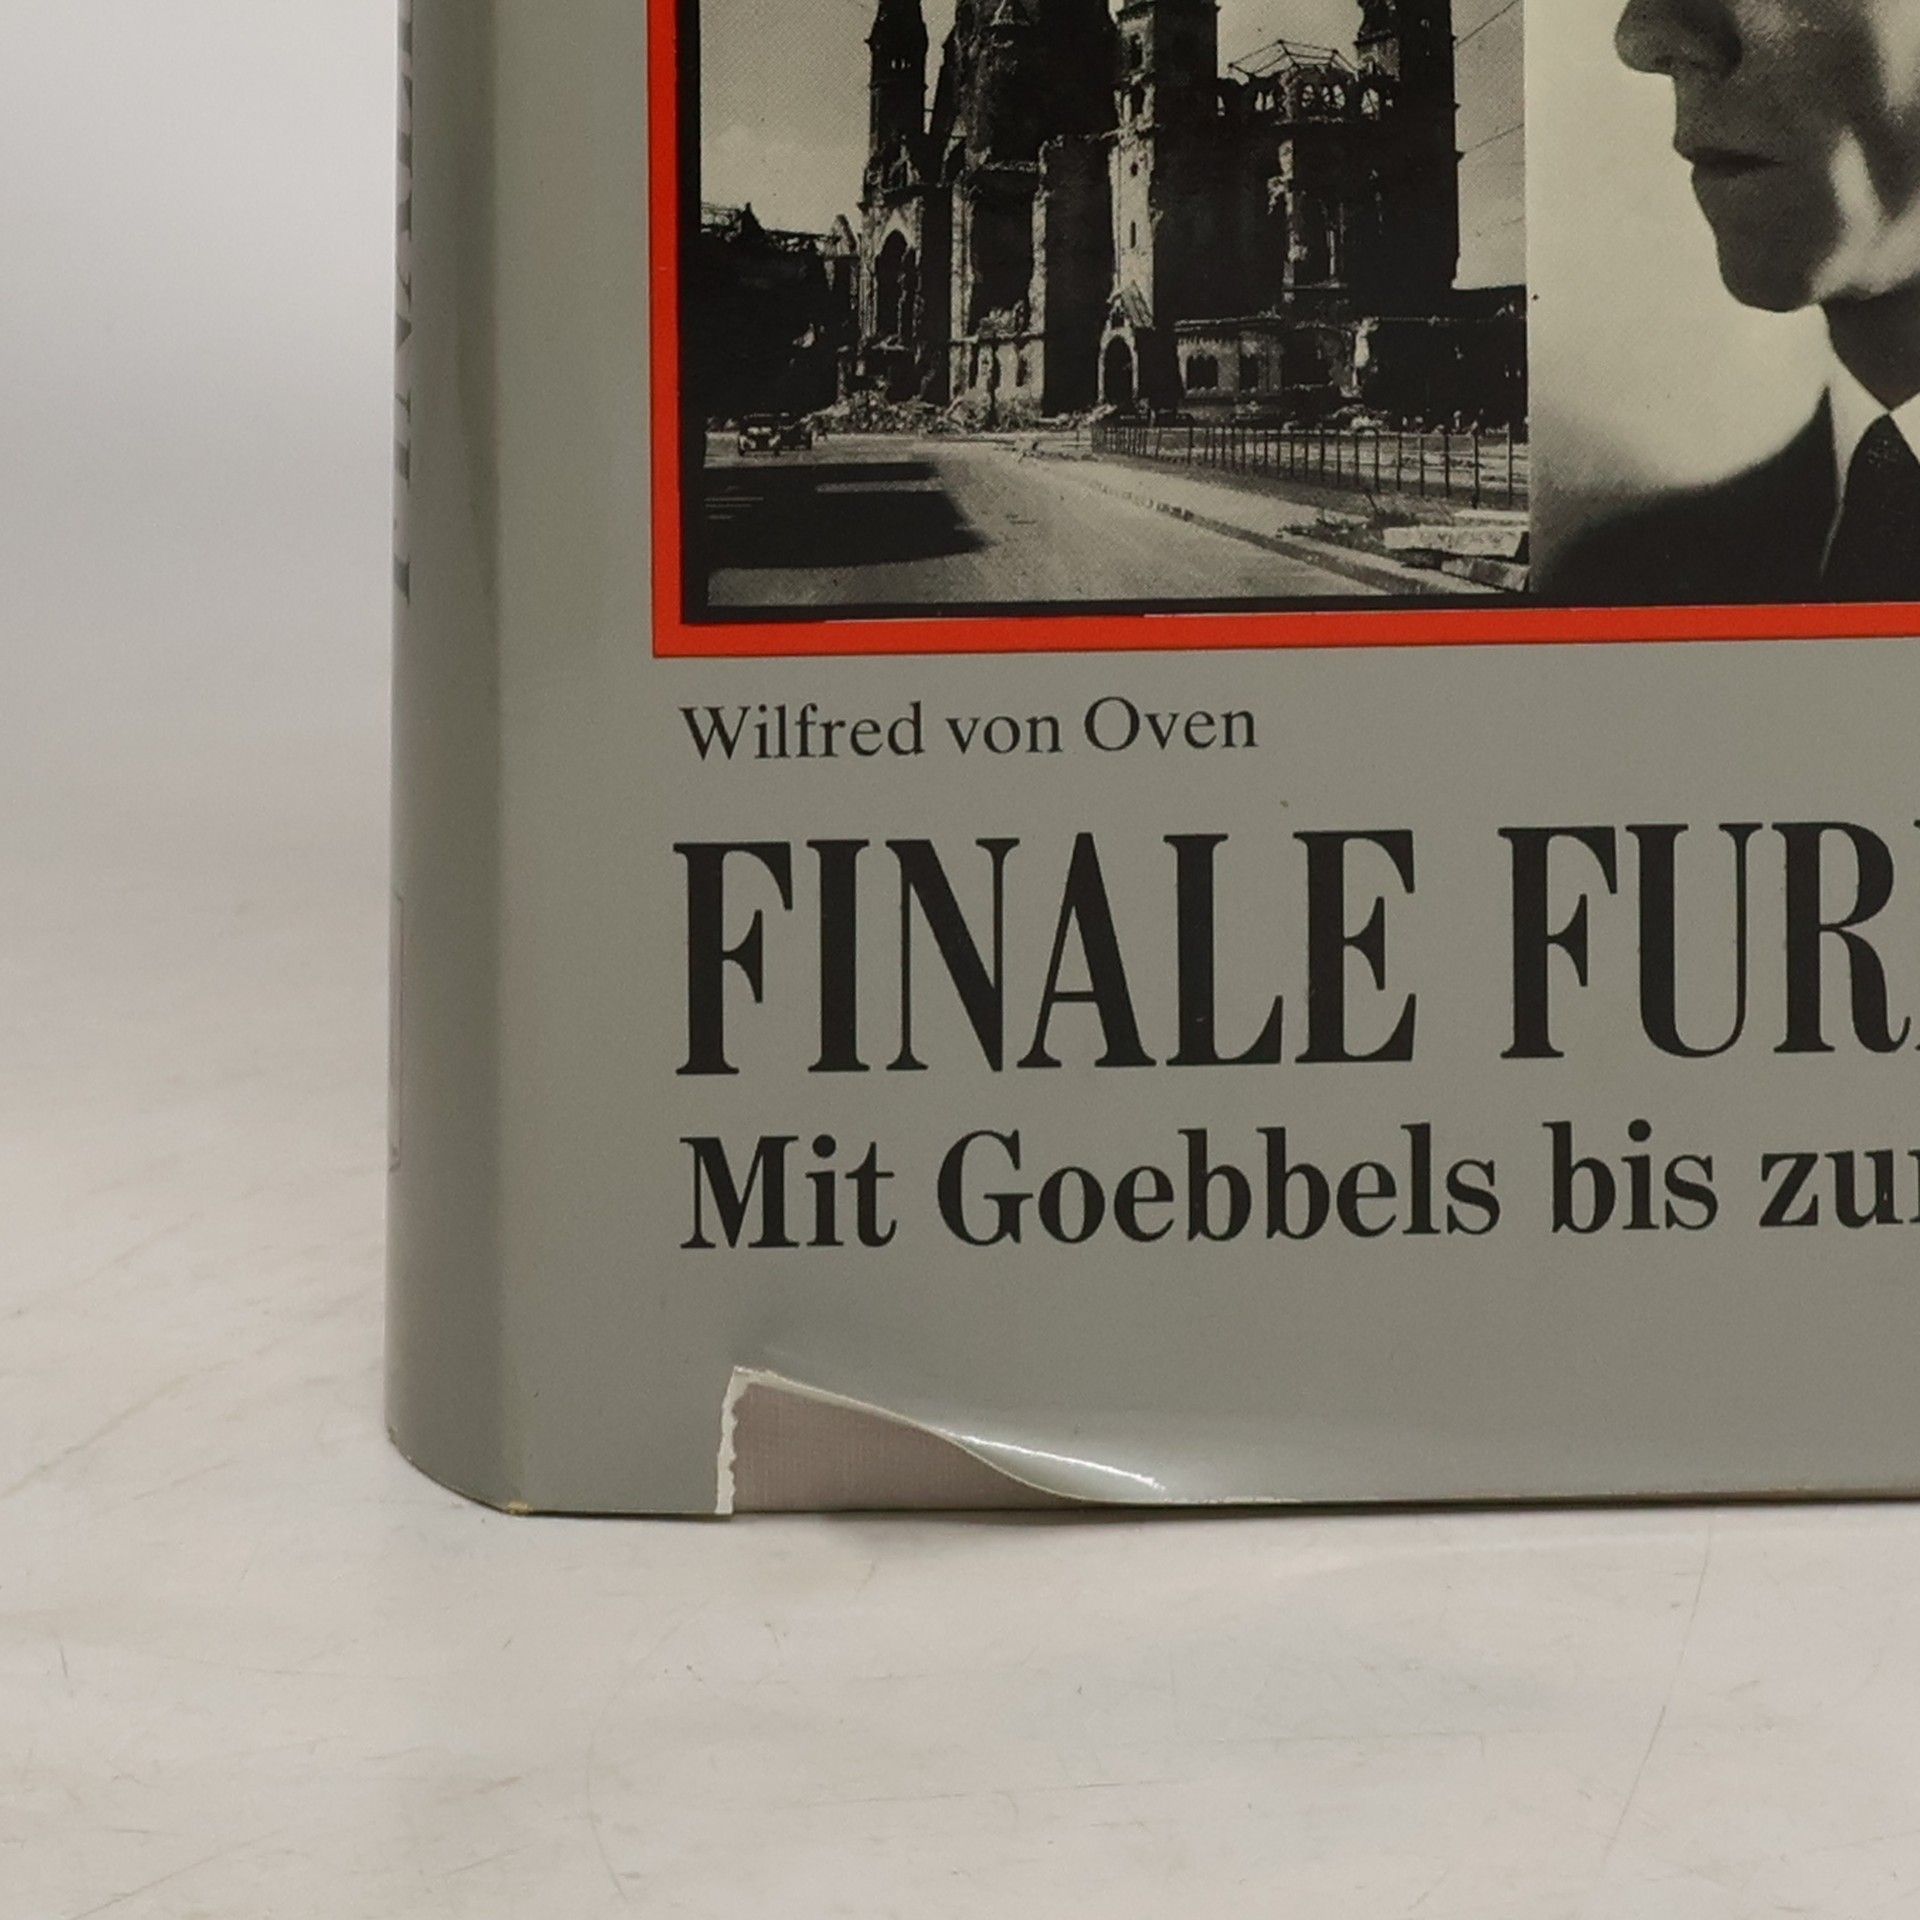 Wilfred von Oven
FINALE FUR
Mit Goebbels bis zu